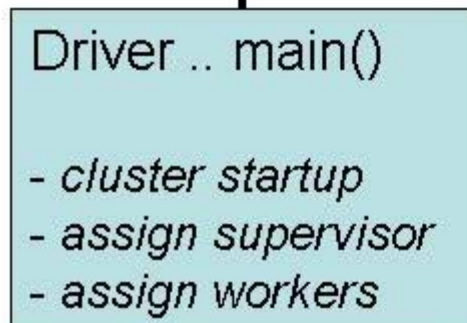 Driver .. main()
- cluster startup
- assign supervisor
- assign workers